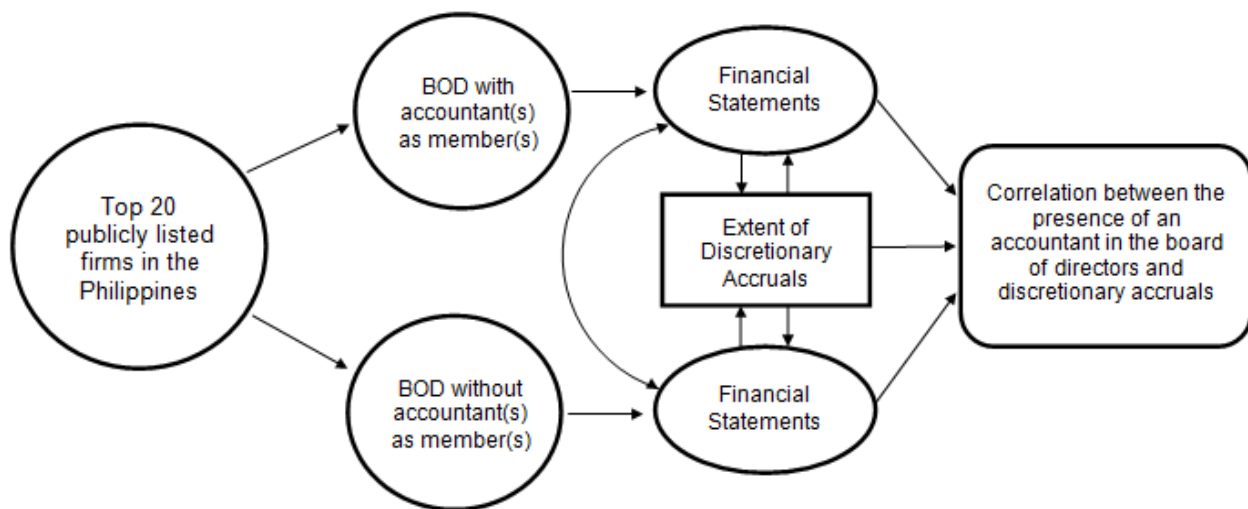 Top 20
publicly listed
firms in the
Philippines
BOD with
accountant(s)
as member(s)
BOD without
accountant(s)
as member(s)
Financial
Statements
Extent of
Discretionary
Accruals
Financial
Statements
Correlation between the
presence of an
accountant in the board
of directors and
discretionary accruals